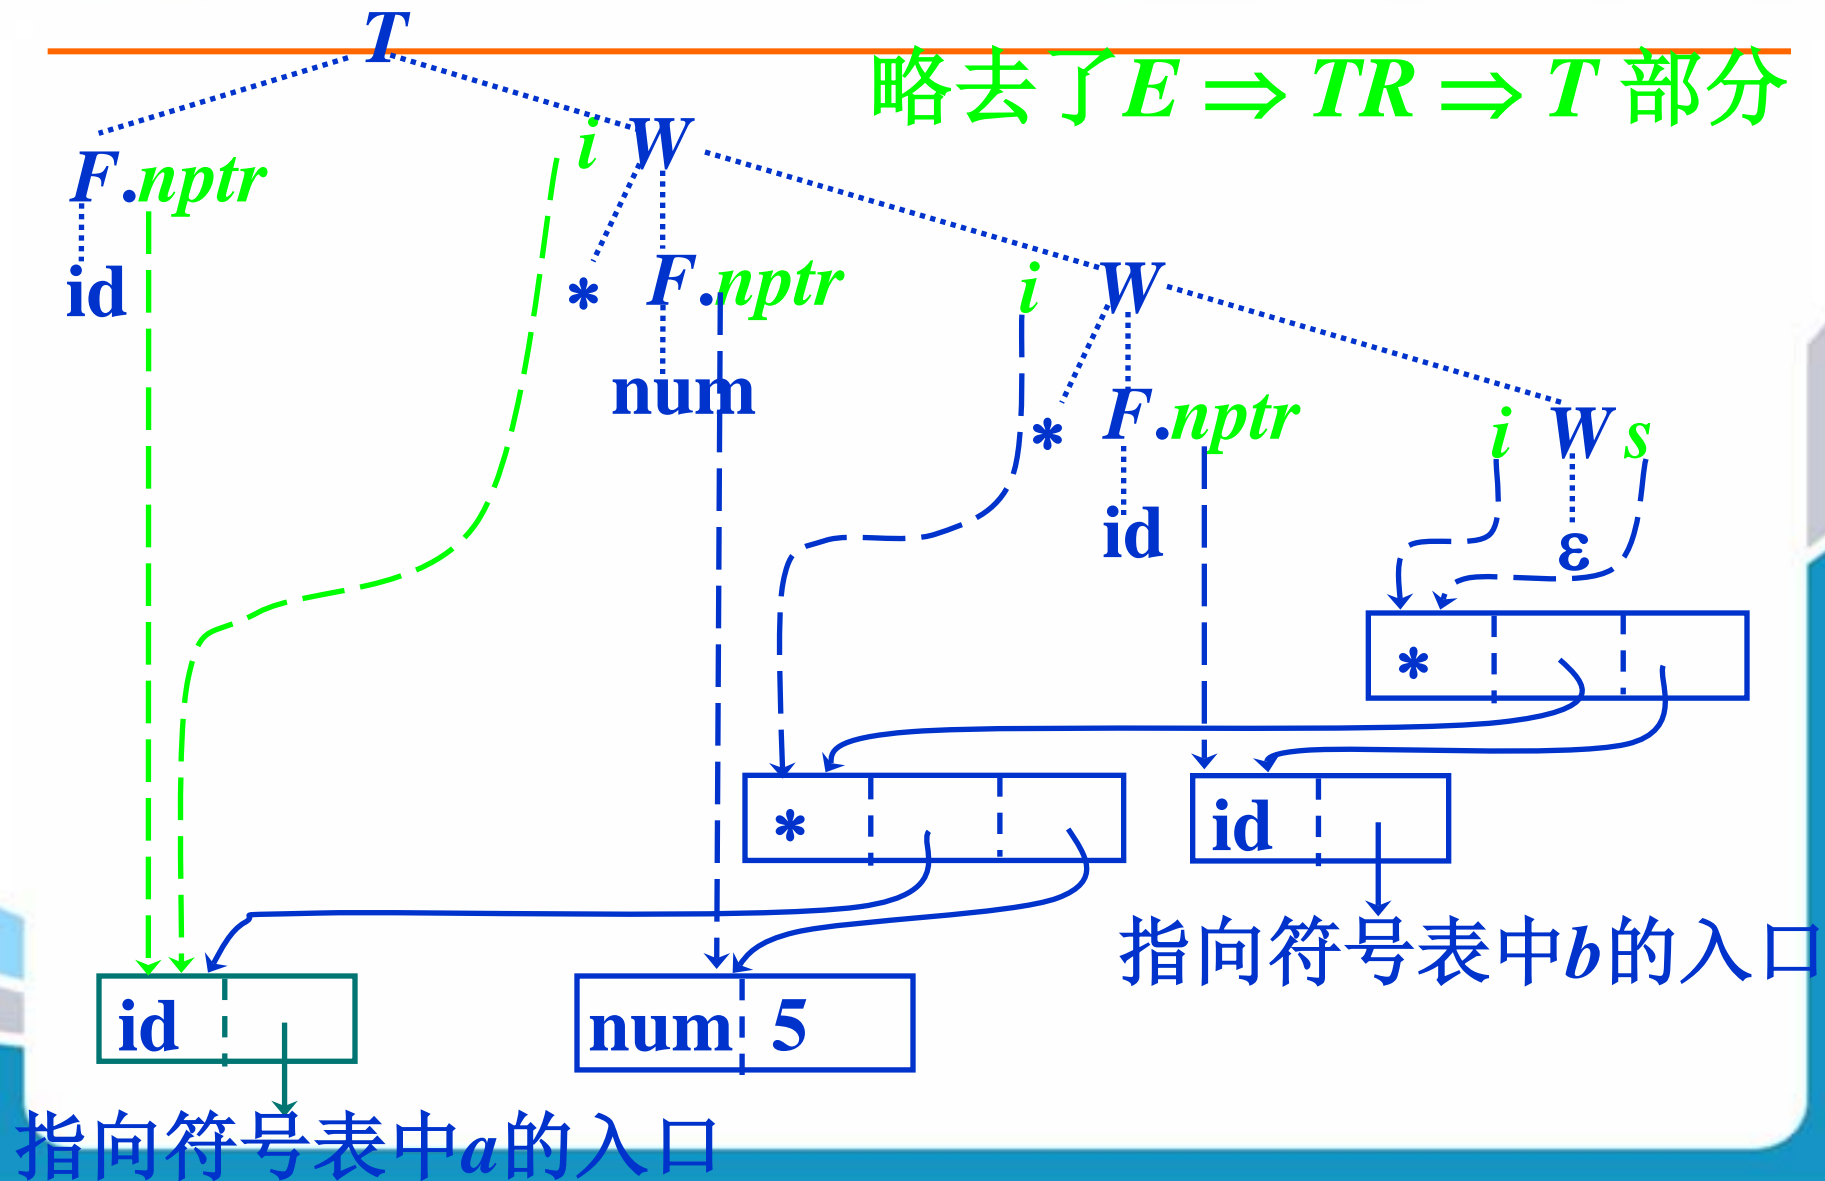 T
略去了E ⇒ TR ⇒ T 部分
i W
F.nptr
id
* F.nptr
i W
num
* F.nptr
i W s
id
ε
*
*
id
指向符号表中b的入口
id
num 5
指向符号表中a的入口